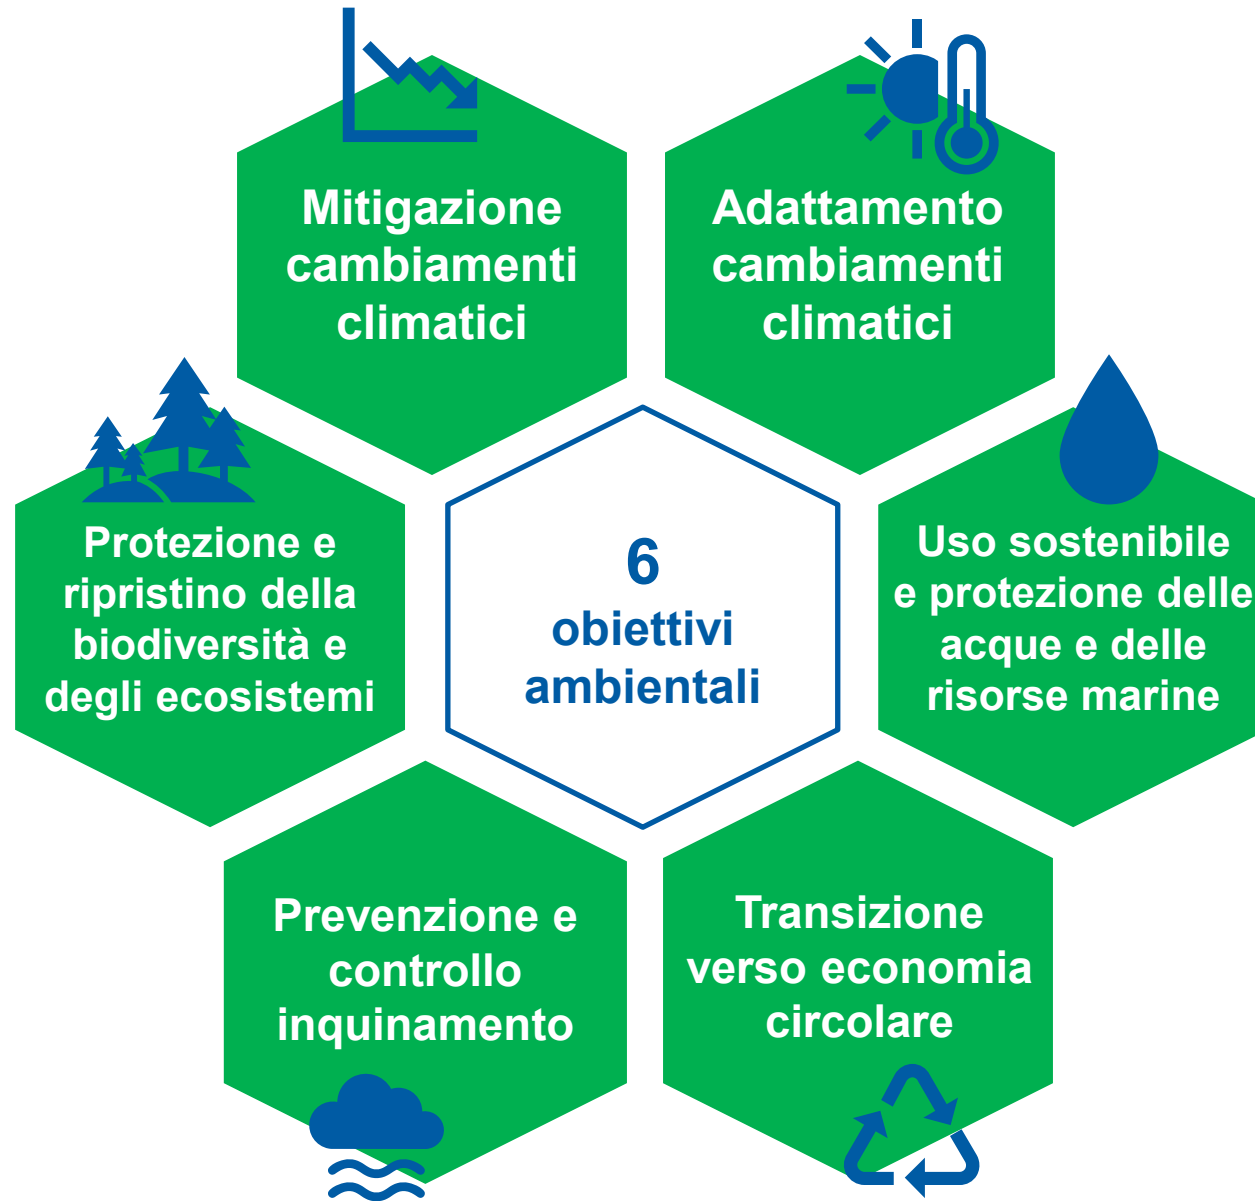 Mitigazione
cambiamenti
climatici
Adattamento
cambiamenti
climatici
Protezione e
ripristino della
biodiversità e
degli ecosistemi
6
obiettivi
ambientali
Uso sostenibile
e protezione delle
acque e delle
risorse marine
Prevenzione e
controllo
inquinamento
Transizione
verso economia
circolare